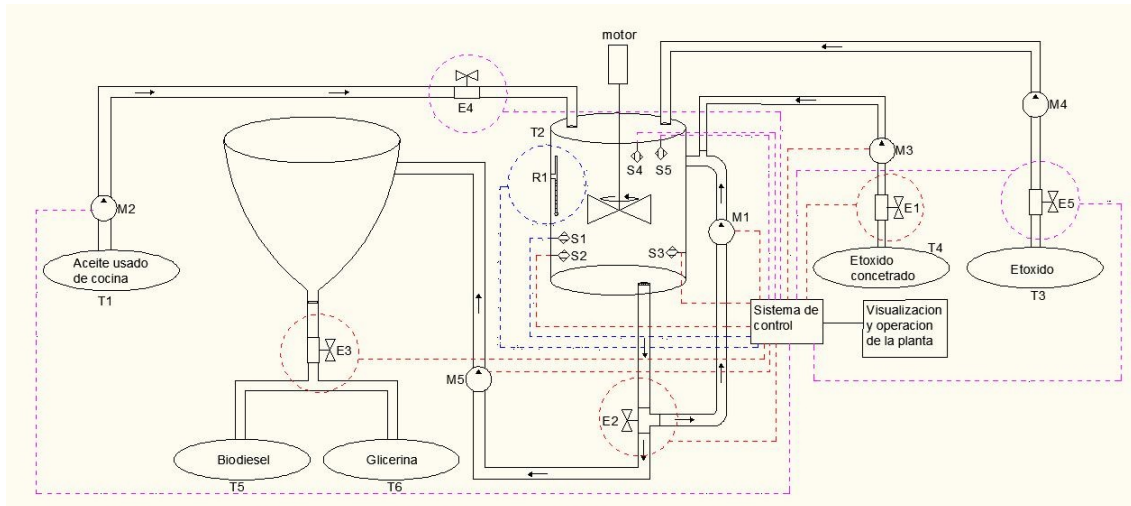 motor
E4
M4
T2
M3
S4
S5
R1
E1
E5
M2
M1
S1
Aceite usado
de cocina
S2
S3
T4
Etoxido
concetrado
Etoxido
T1
T3
Sistema de
control
Visualizacion
y operacion
de la planta
E3
M5
E2
Biodiesel
Glicerina
T5
T6